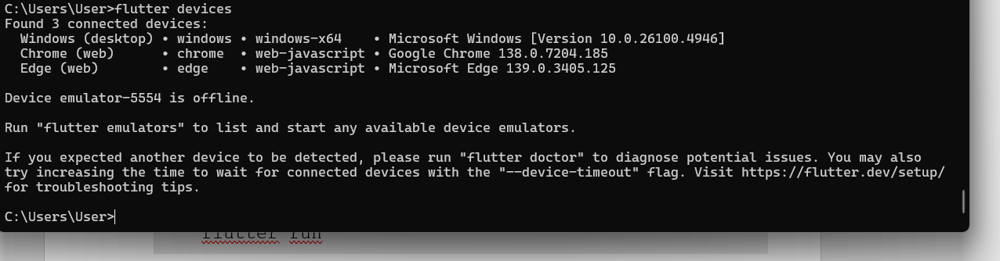 C:\Users\User>flutter devices
Found 3 connected devices:
  Windows (desktop) • windows • windows-x64    • Microsoft Windows [Version 10.0.26100.4946]
  Chrome (web)      • chrome  • web-javascript • Google Chrome 138.0.7204.185
  Edge (web)        • edge    • web-javascript • Microsoft Edge 139.0.3405.125

Device emulator-5554 is offline.

Run "flutter emulators" to list and start any available device emulators.

If you expected another device to be detected, please run "flutter doctor" to diagnose potential issues. You may also
try increasing the time to wait for connected devices with the "--device-timeout" flag. Visit https://flutter.dev/setup/
for troubleshooting tips.

C:\Users\User>
flutter run